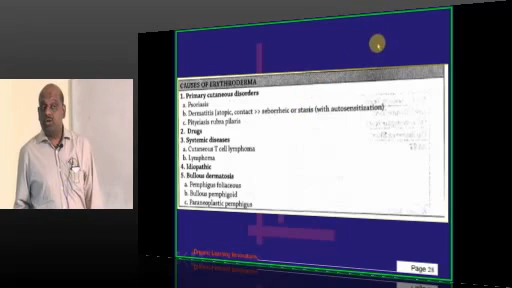 CAUSES OF ERYTHRODERMA
1. Primary cutaneous disorders
a. Psoriasis
b. Dermatitis [atopic, contact >> seborrheic or stasis (with autosensitization)
c. Pityriasis rubra pilaris
2. Drugs
3. Systemic diseases
a. Cutaneous T cell lymphoma
b. Lymphoma
4. Idiopathic
5. Bullous dermatosis
a. Pemphigus foliaceous
b. Bullous pemphigoid
c. Paraneoplastic pemphigus
Organic Learning
Page 28